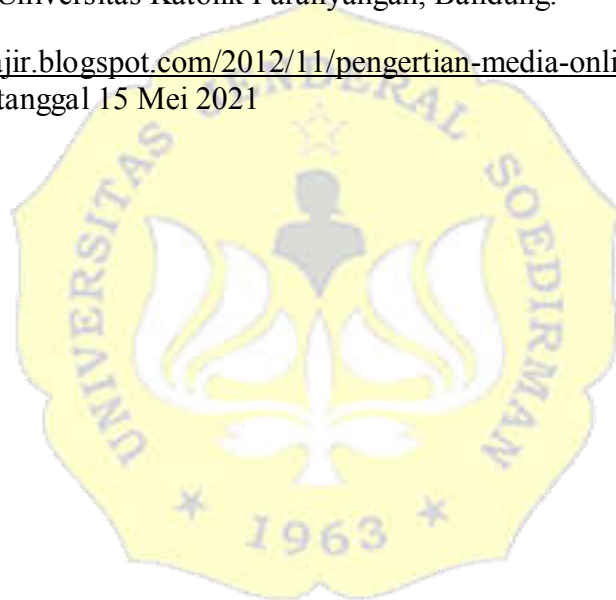 Universitas Katolik Parahyangan, Bandung.
ajir.blogspot.com/2012/11/pengertian-media-onli
tanggal 15 Mei 2021
UNIVERSITAS JENDERAL SOEDIRMAN
1963